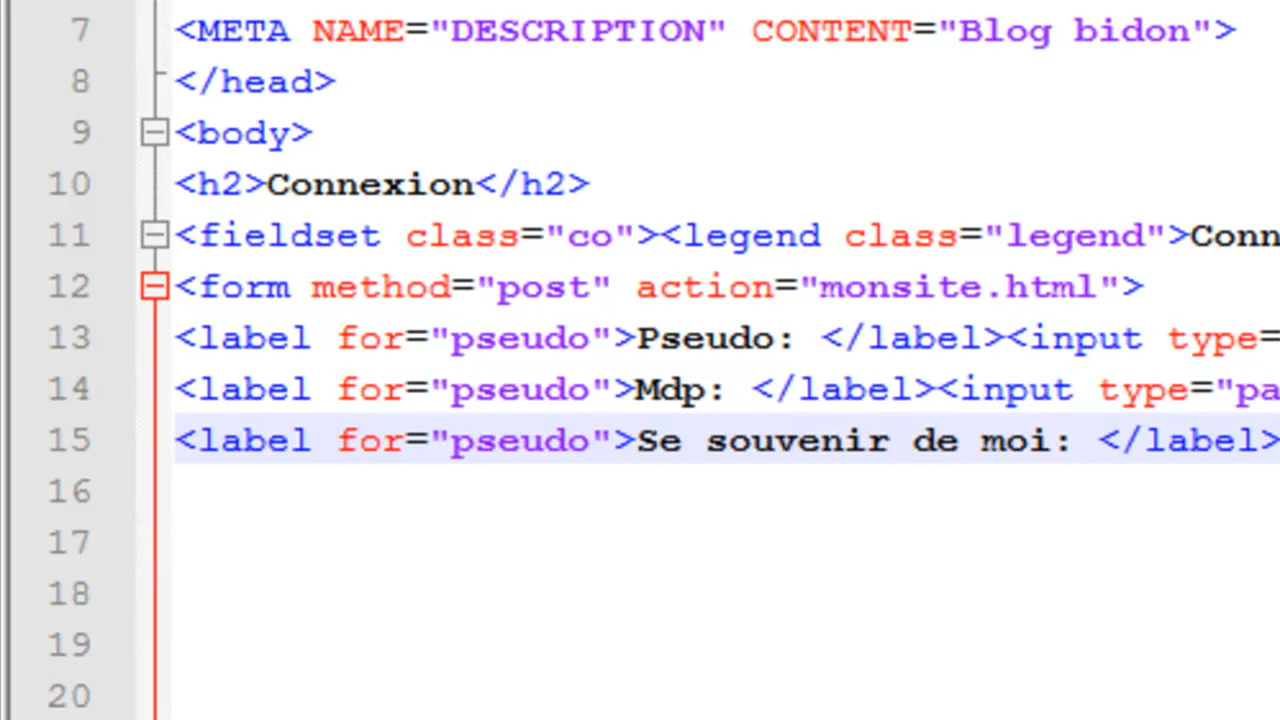 7 <META NAME="DESCRIPTION" CONTENT="Blog bidon">
8 </head>
9 <body>
10 <h2>Connexion</h2>
11 <fieldset class="co"><legend class="legend">Conn
12 <form method="post" action="monsite.html">
13 <label for="pseudo">Pseudo: </label><input type=
14 <label for="pseudo">Mdp: </label><input type="pa
15 <label for="pseudo">Se souvenir de moi: </label>
16
17
18
19
20